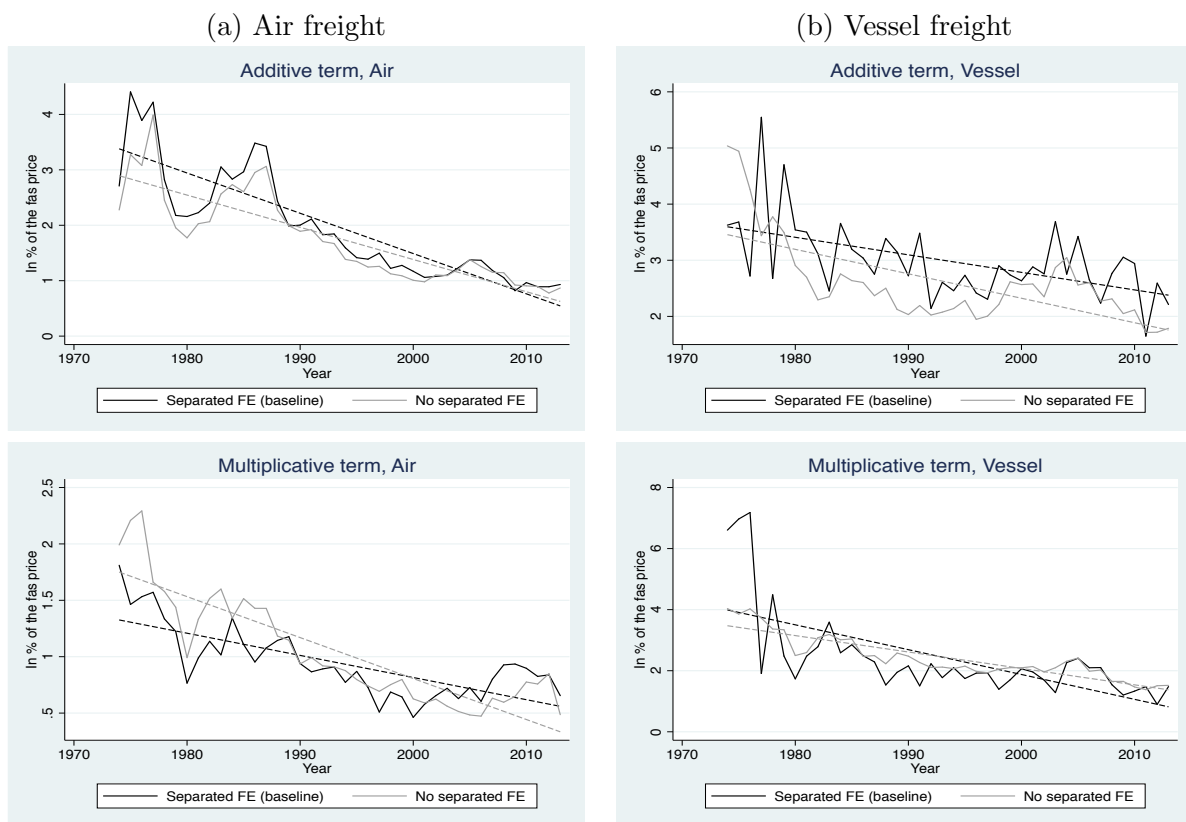 (a) Air freight
Additive term, Air
In % of the fas price
4
3
2
1
0
1970 1980 1990 2000 2010
Year
Separated FE (baseline) No separated FE
(b) Vessel freight
Additive term, Vessel
In % of the fas price
6
5
4
3
2
1970 1980 1990 2000 2010
Year
Separated FE (baseline) No separated FE
Multiplicative term, Air
In % of the fas price
2.5
2
1.5
1
.5
1970 1980 1990 2000 2010
Year
Separated FE (baseline) No separated FE
Multiplicative term, Vessel
In % of the fas price
8
6
4
2
0
1970 1980 1990 2000 2010
Year
Separated FE (baseline) No separated FE